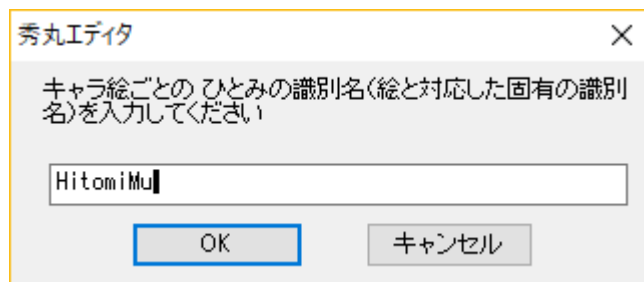 秀丸エディタ
キャラ絵ごとの ひとみの識別名(絵と対応した固有の識別
名)を入力してください
HitomiMu
OK
キャンセル